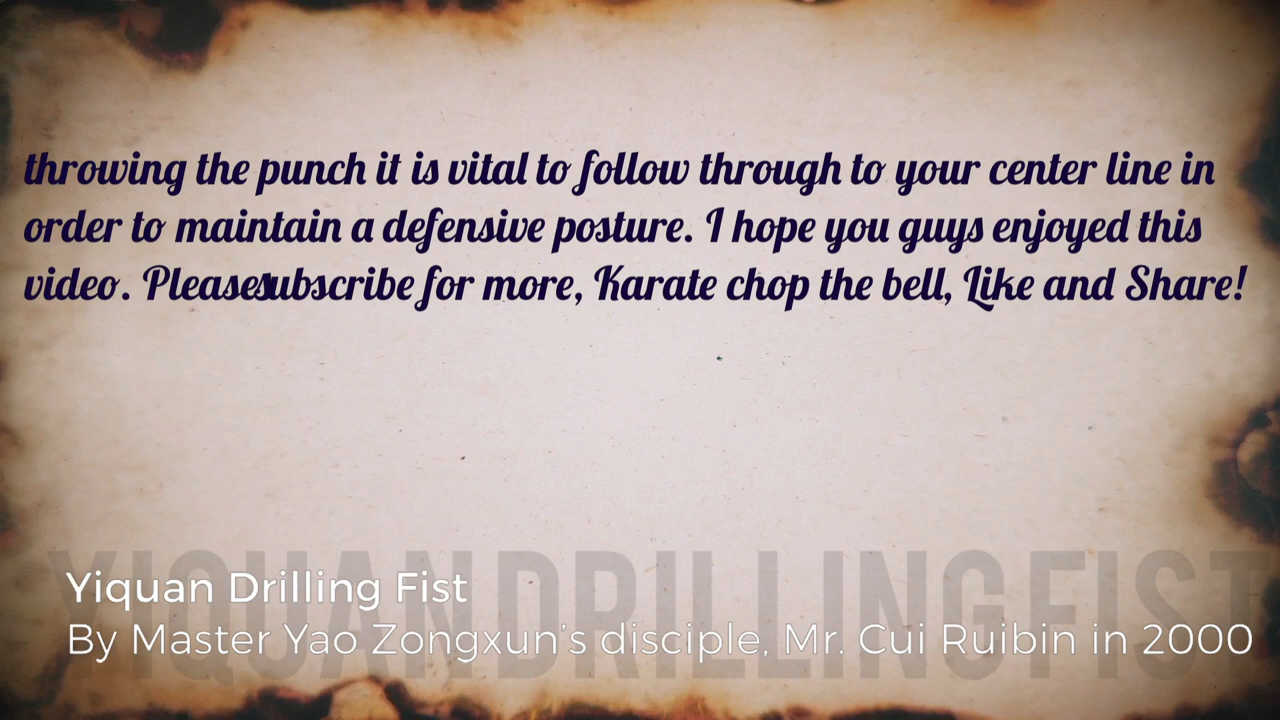 throwing the punch it is vital to follow through to your center line in
order to maintain a defensive posture. I hope you guys enjoyed this
video. Pleasesubscribe for more, Karate chop the bell, Like and Share!
YIQUANDRILLINGFIST
Yiquan Drilling Fist
By Master Yao Zongxun's disciple, Mr. Cui Ruibin in 2000